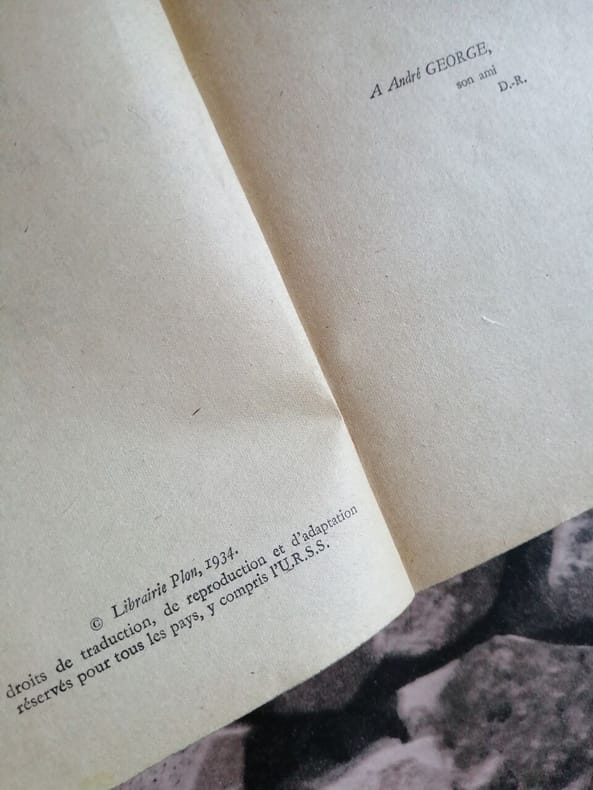 © Librairie Plon, 1934.
droits de traduction, de reproduction et d'adaptation
réservés pour tous les pays, y compris l'U.R.S.S.
A André GEORGE,
son ami
D.-R.